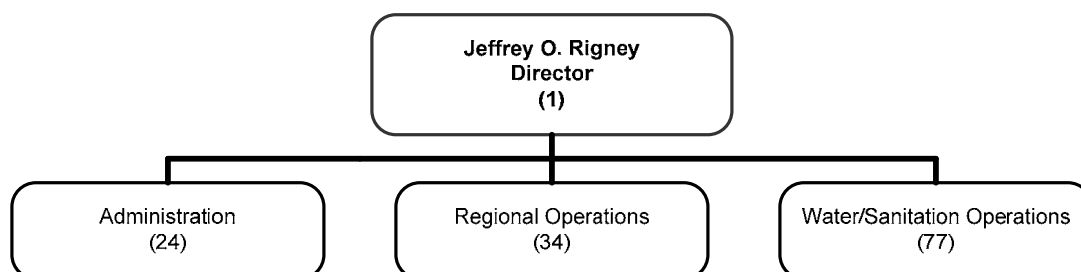 Jeffrey O. Rigney
Director
(1)
Administration
(24)
Regional Operations
(34)
Water/Sanitation Operations
(77)